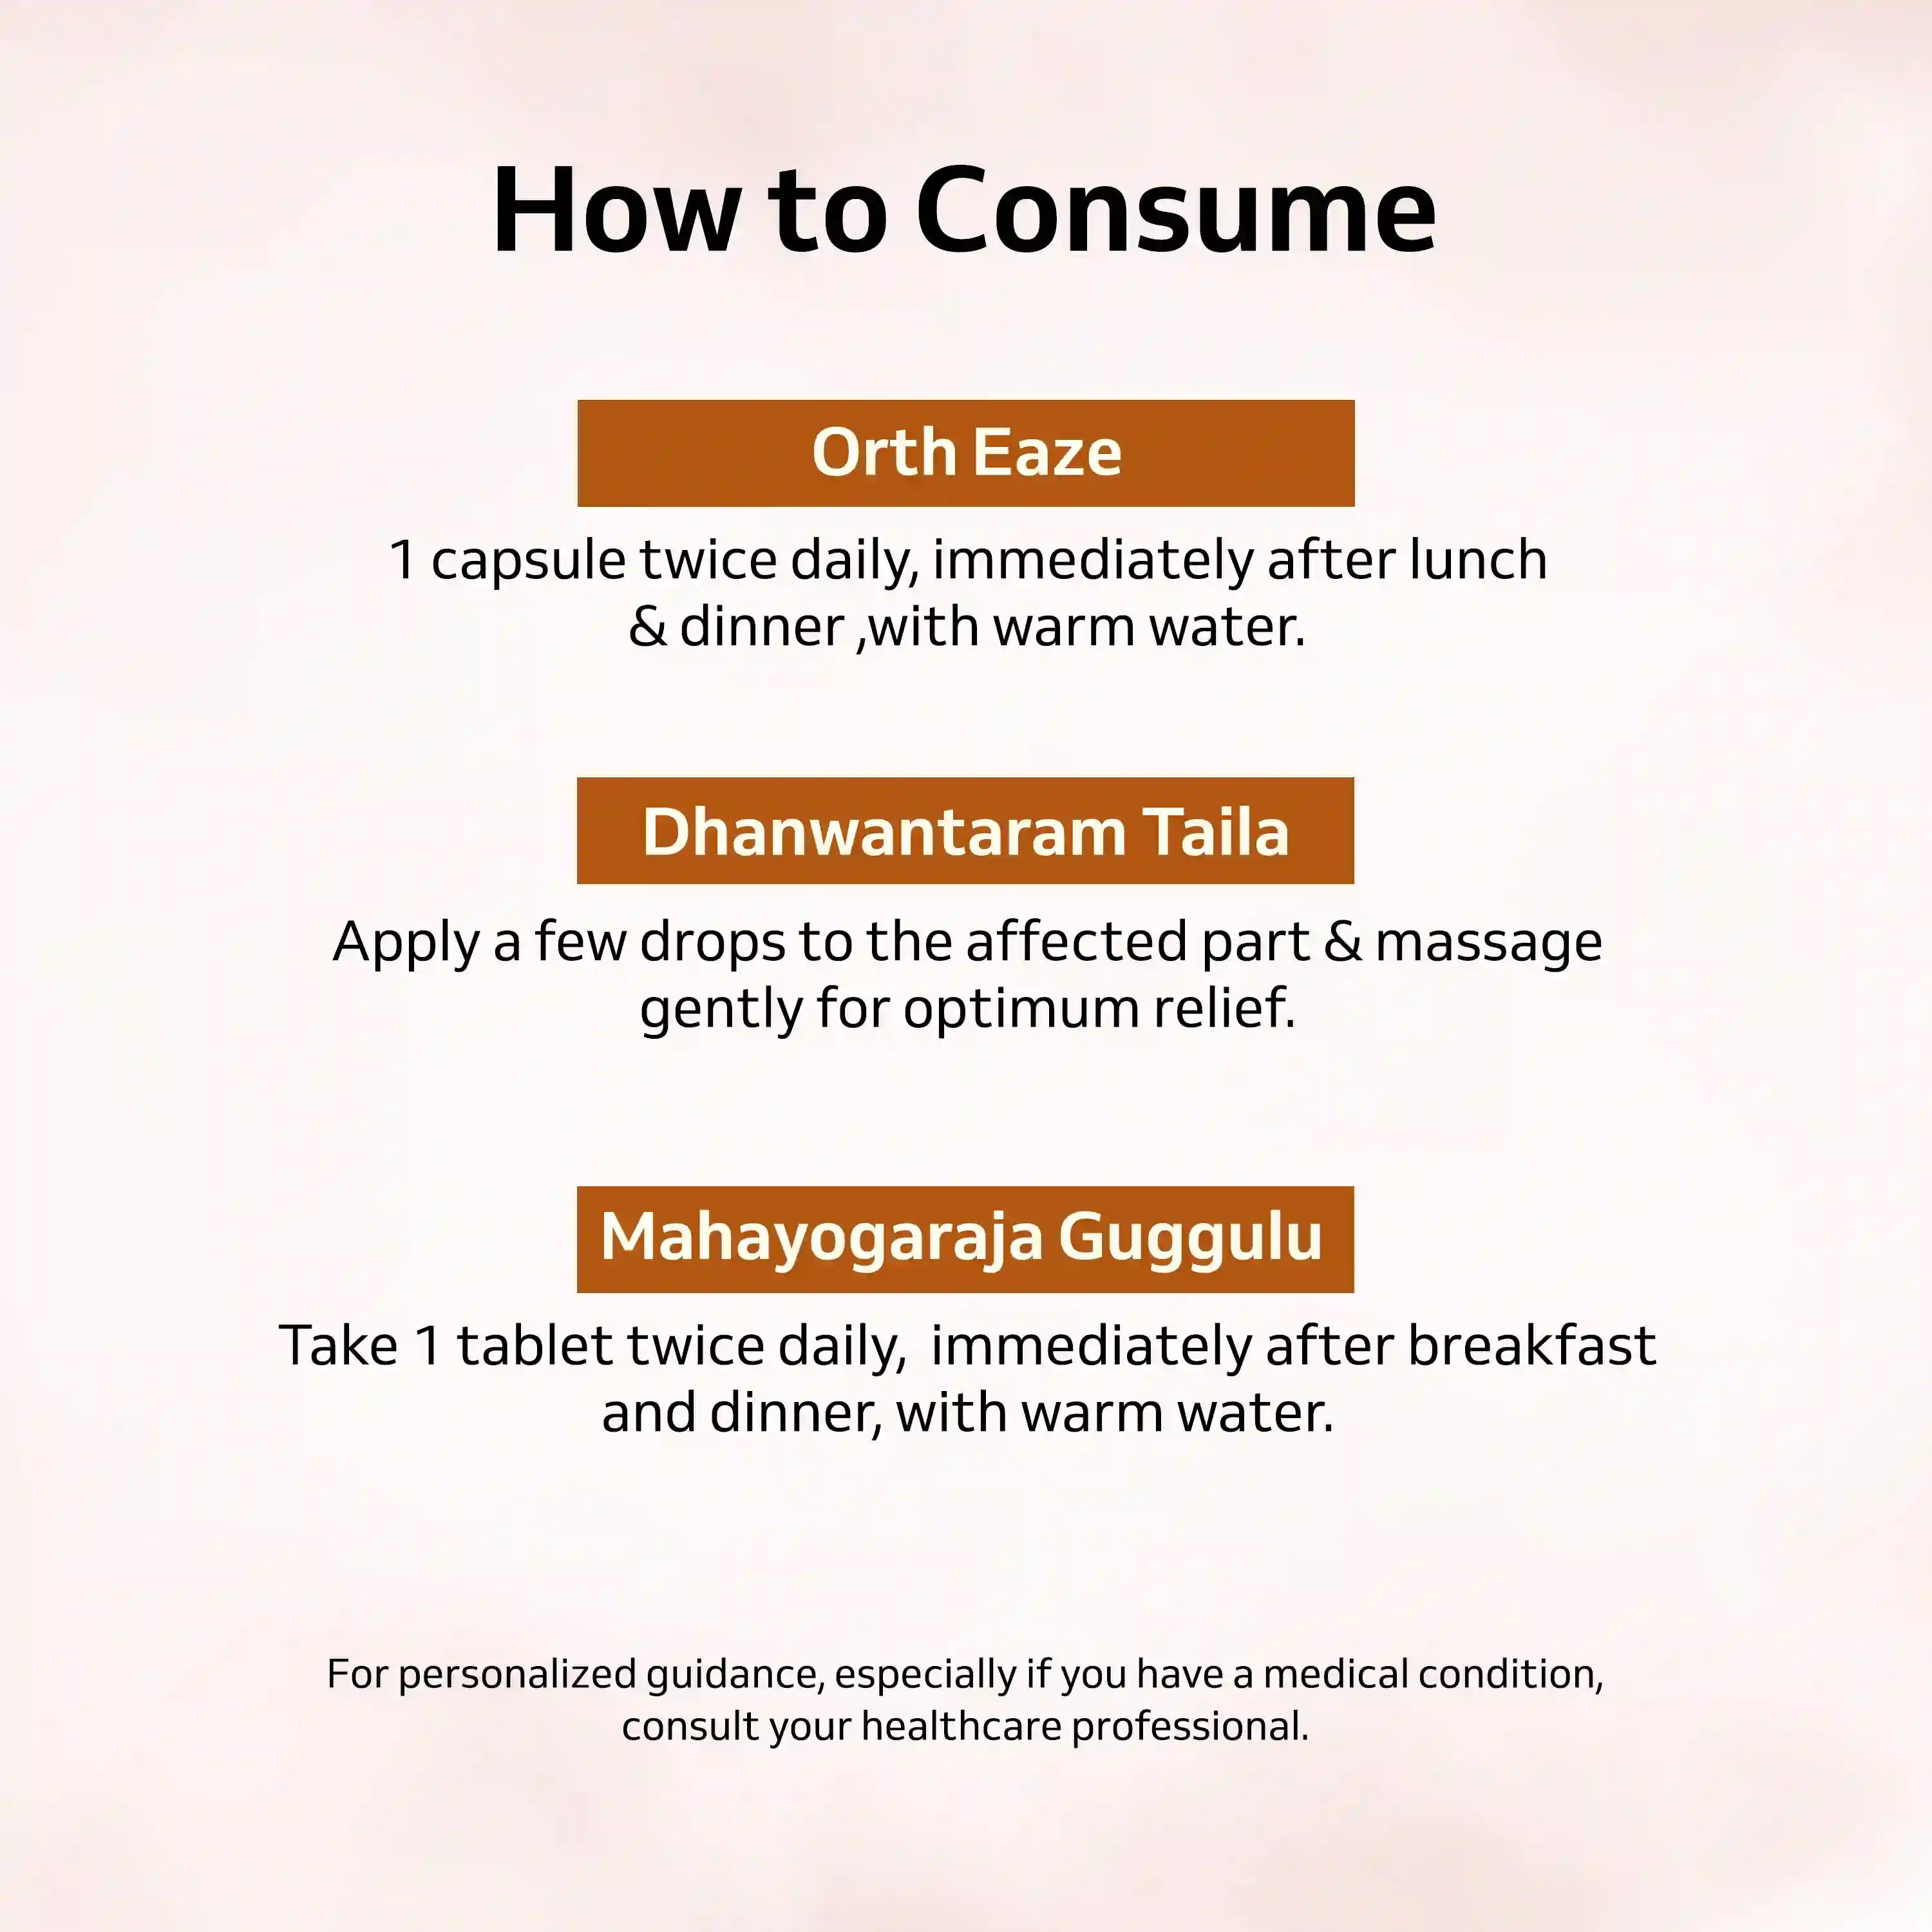 How to Consume
Orth Eaze
1 capsule twice daily, immediately after lunch
& dinner ,with warm water.
Dhanwantaram Taila
Apply a few drops to the affected part & massage
gently for optimum relief.
Mahayogaraja Guggulu
Take 1 tablet twice daily,  immediately after breakfast
and dinner, with warm water.
For personalized guidance, especially if you have a medical condition,
consult your healthcare professional.